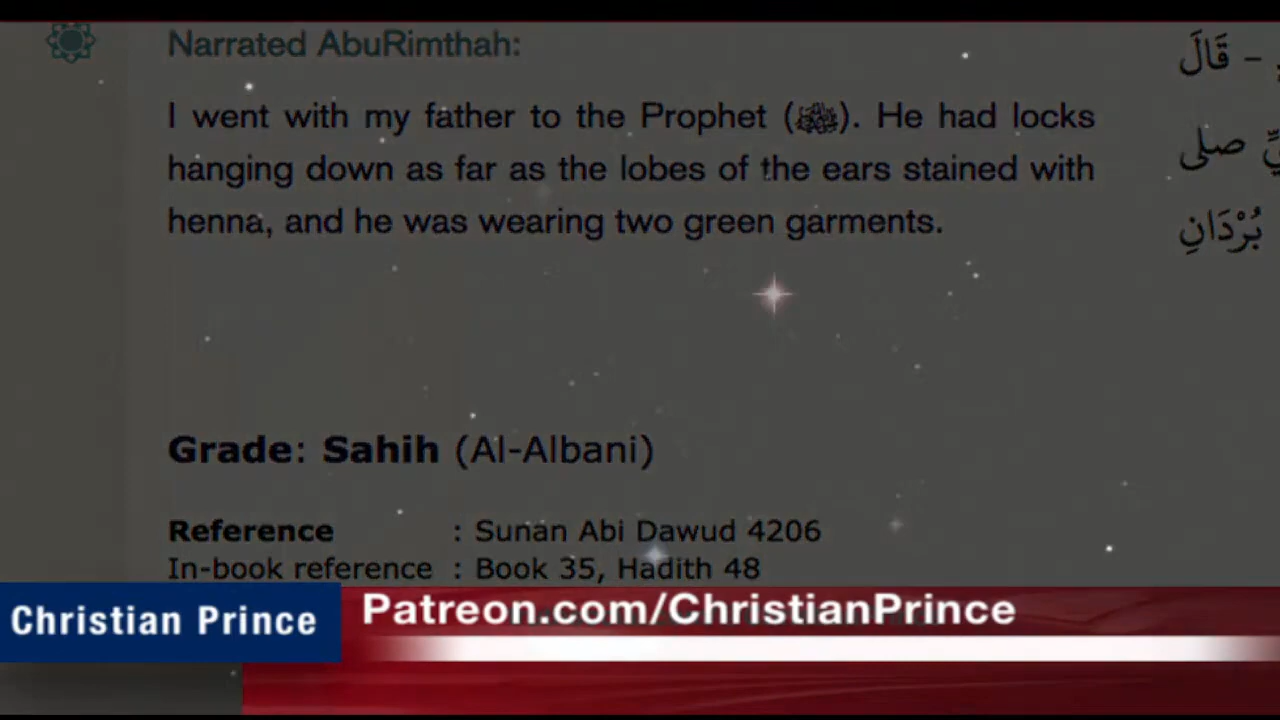 Narrated AbuRimthah:
I went with my father to the Prophet (ﷺ). He had locks
hanging down as far as the lobes of the ears stained with
henna, and he was wearing two green garments.
- قَالَ
صلى
بُرْدَانِ
Grade: Sahih (Al-Albani)
Reference : Sunan Abi Dawud 4206
In-book reference : Book 35, Hadith 48
Christian Prince
Patreon.com/ChristianPrince